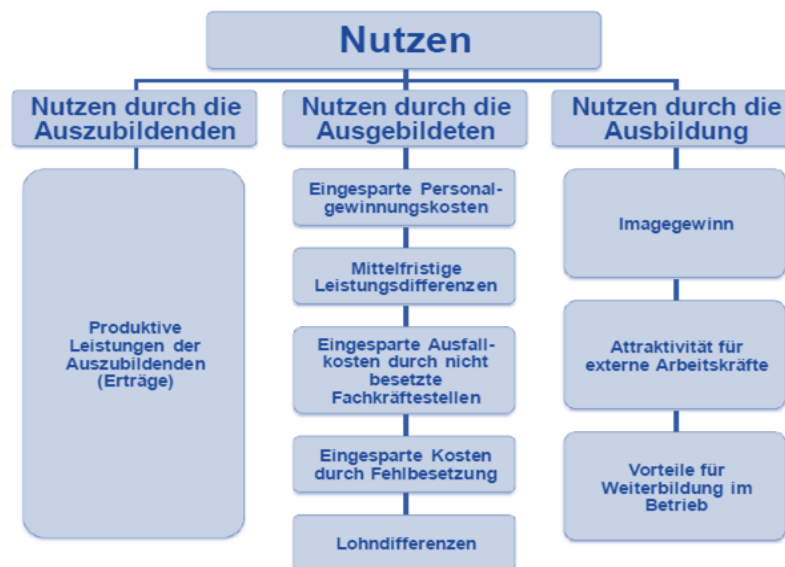 Nutzen
Nutzen durch die
Auszubildenden
Produktive
Leistungen der
Auszubildenden
(Erträge)
Nutzen durch die
Ausgebildeten
Eingesparte Personal-
gewinnungskosten
Mittelfristige
Leistungsdifferenzen
Eingesparte Ausfall-
kosten durch nicht
besetzte
Fachkräftestellen
Eingesparte Kosten
durch Fehlbesetzung
Lohndifferenzen
Nutzen durch die
Ausbildung
Imagegewinn
Attraktivität für
externe Arbeitskräfte
Vorteile für
Weiterbildung im
Betrieb